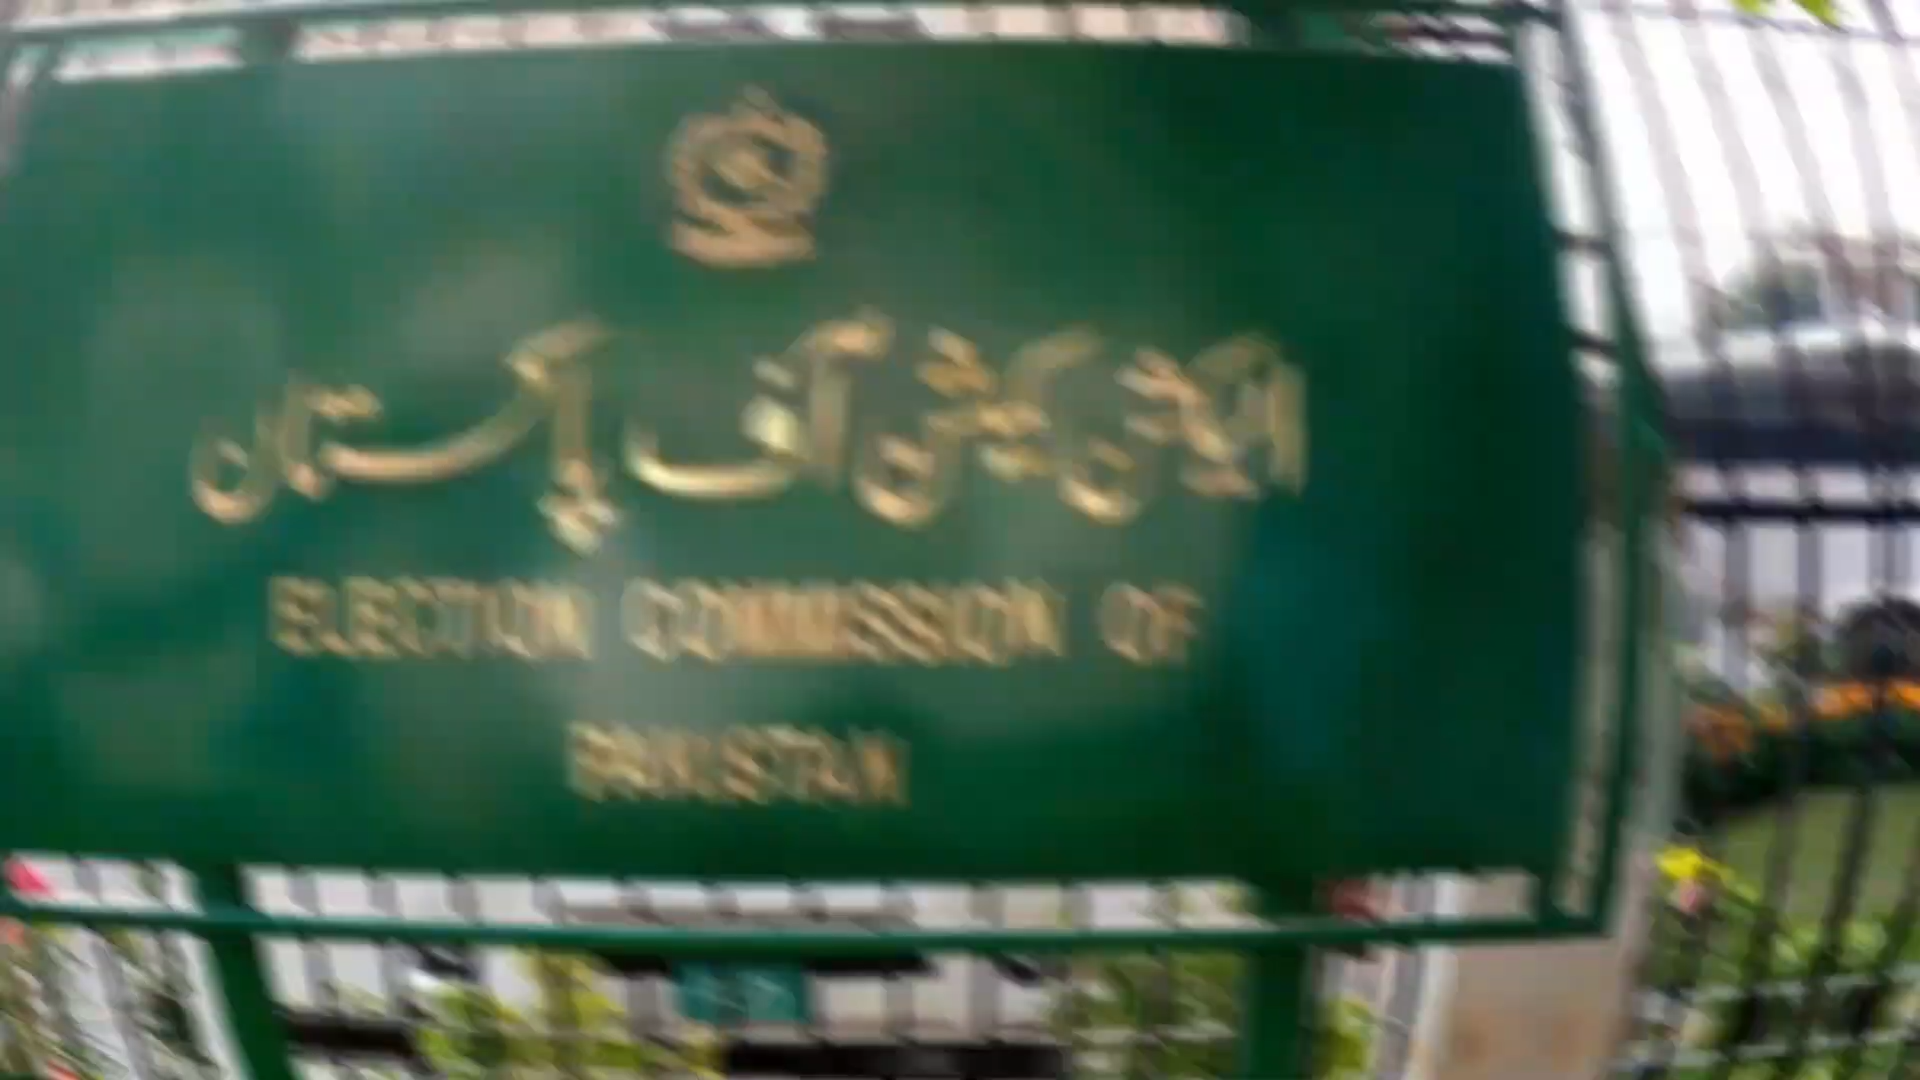 الیکشن کمیشن آف پاکستان
ELECTION COMMISSION OF
PAKISTAN